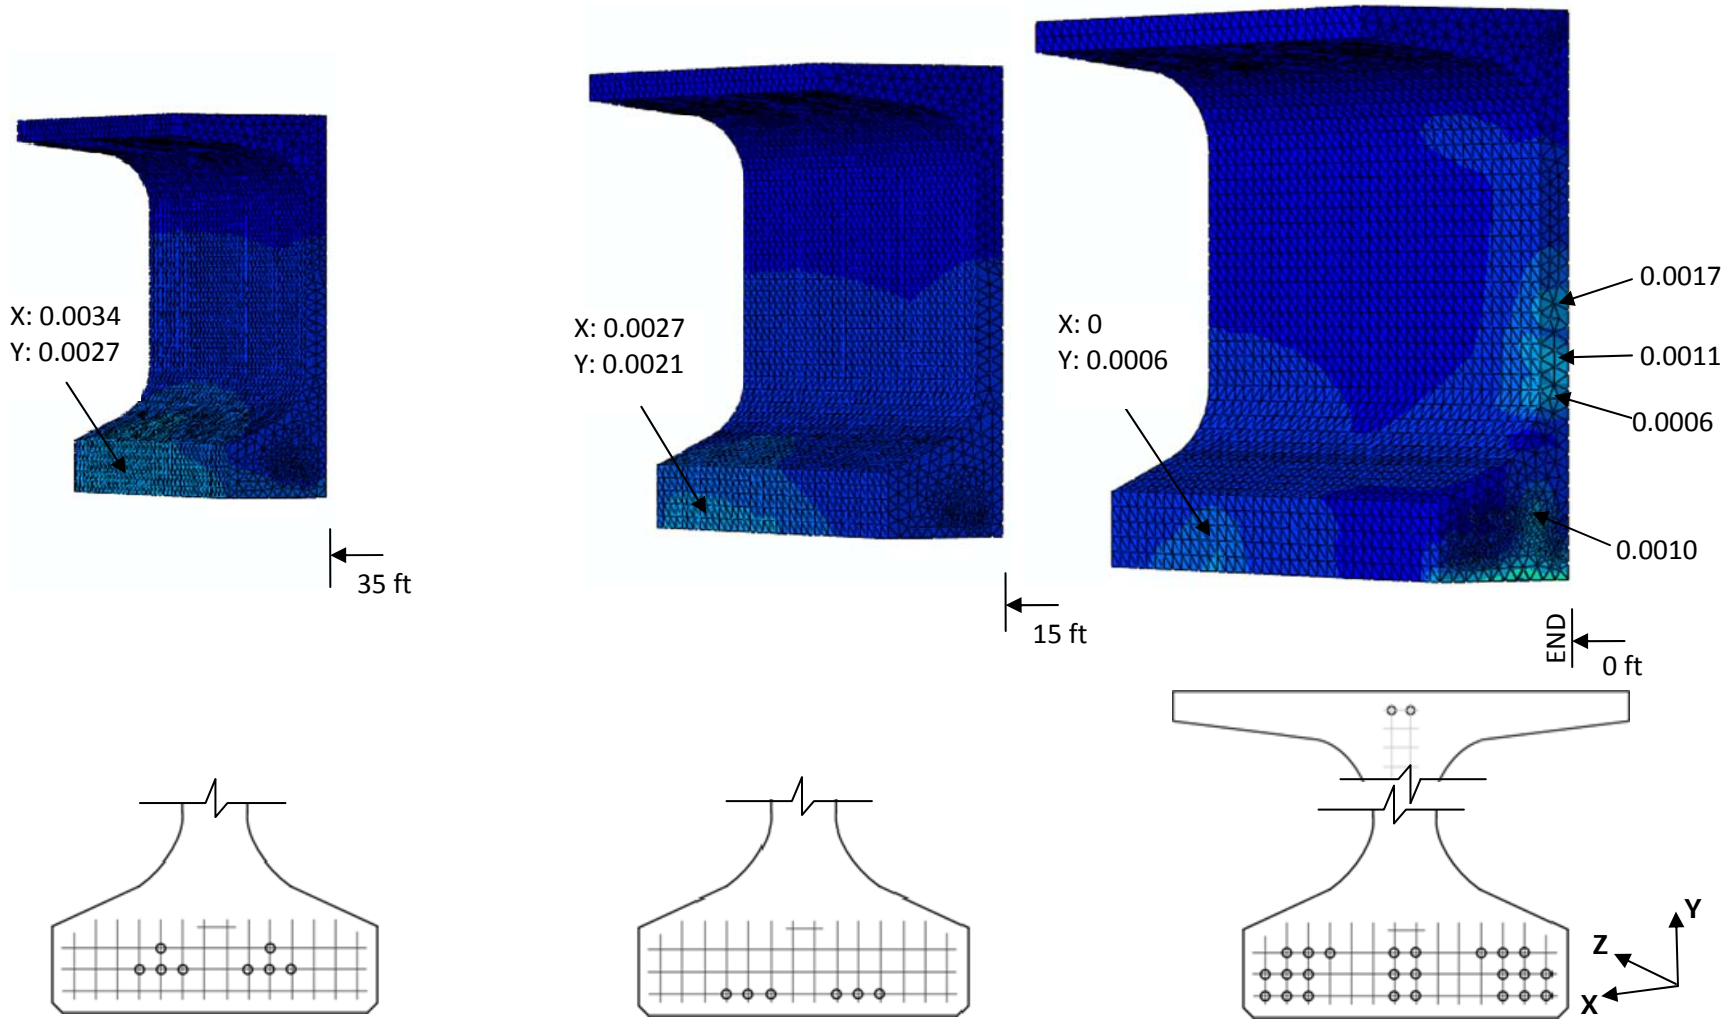 X: 0.0034
Y: 0.0027
35 ft
X: 0.0027
Y: 0.0021
15 ft
X: 0
Y: 0.0006
0.0017
0.0011
0.0006
0.0010
END
0 ft
Y
Z
X